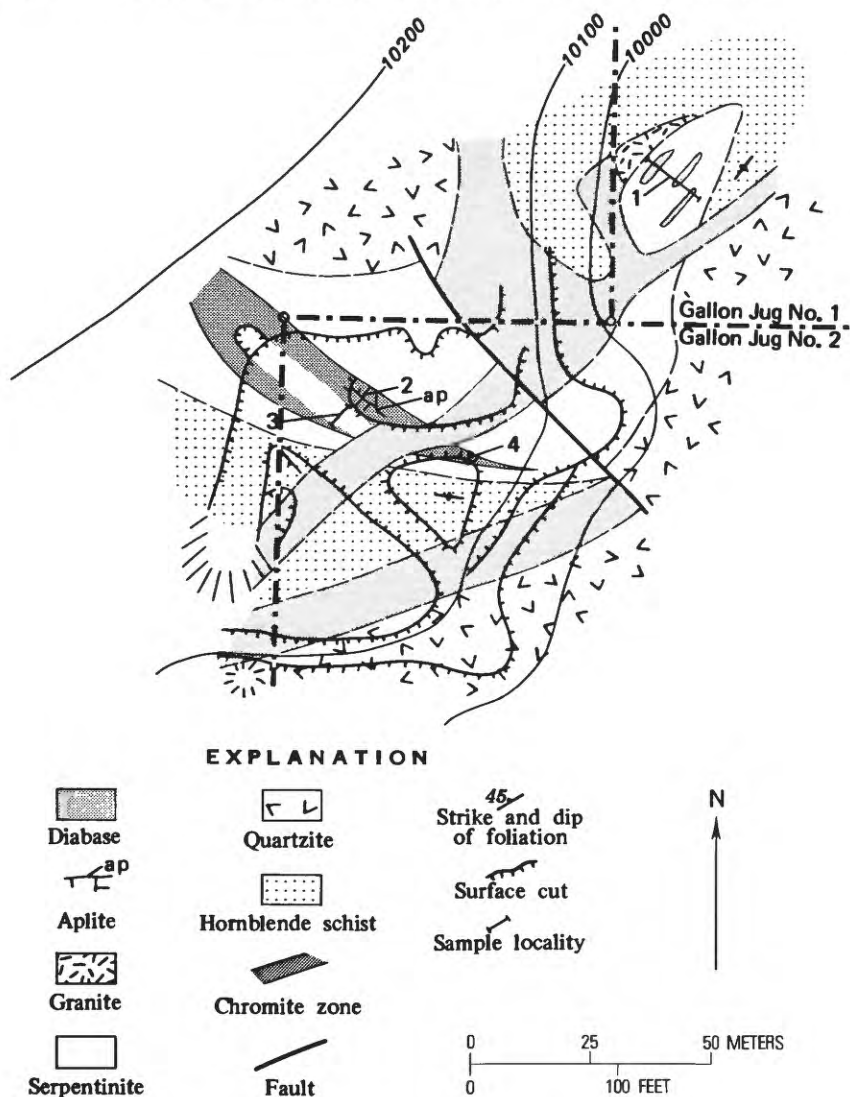 10200
10100
10000
1
Gallon Jug No. 1
Gallon Jug No. 2
2
ap
3
4
EXPLANATION
Diabase
ap
Aplite
Granite
Serpentinite
Quartzite
Hornblende schist
Chromite zone
Fault
45
Strike and dip
of foliation
Surface cut
Sample locality
N
0 25 50 METERS
0 100 FEET